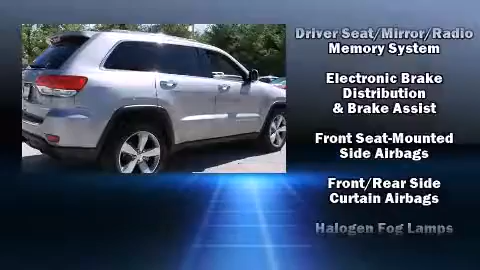 Driver Seat/Mirror/Radio
Memory System
Electronic Brake
Distribution
& Brake Assist
Front Seat-Mounted
Side Airbags
Front/Rear Side
Curtain Airbags
Halogen Fog Lamps